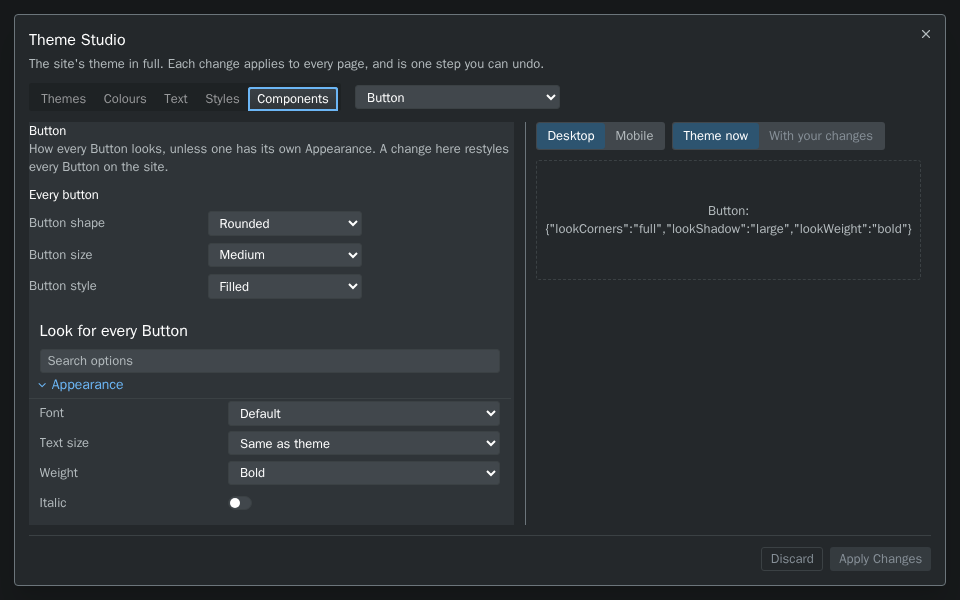 Theme Studio
×
The site's theme in full. Each change applies to every page, and is one step you can undo.
Themes Colours Text Styles Components Button
Button
How every Button looks, unless one has its own Appearance. A change here restyles
every Button on the site.
Every button
Button shape Rounded
Button size Medium
Button style Filled
Look for every Button
Search options
Appearance
Font Default
Text size Same as theme
Weight Bold
Italic
Desktop Mobile Theme now With your changes
Button:
{"lookCorners":"full","lookShadow":"large","lookWeight":"bold"}
Discard Apply Changes